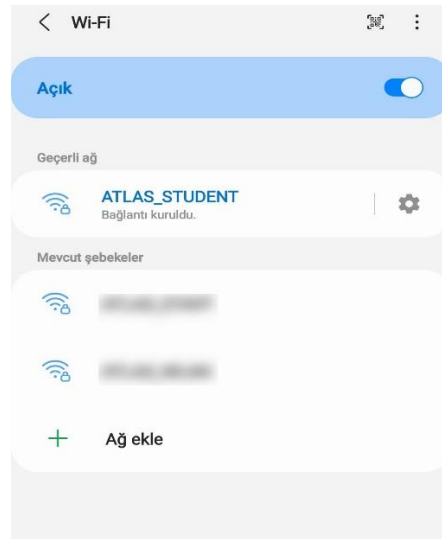 Wi-Fi
Açık
Geçerli ağ
ATLAS_STUDENT
Bağlantı kuruldu.
Mevcut şebekeler
Ağ ekle